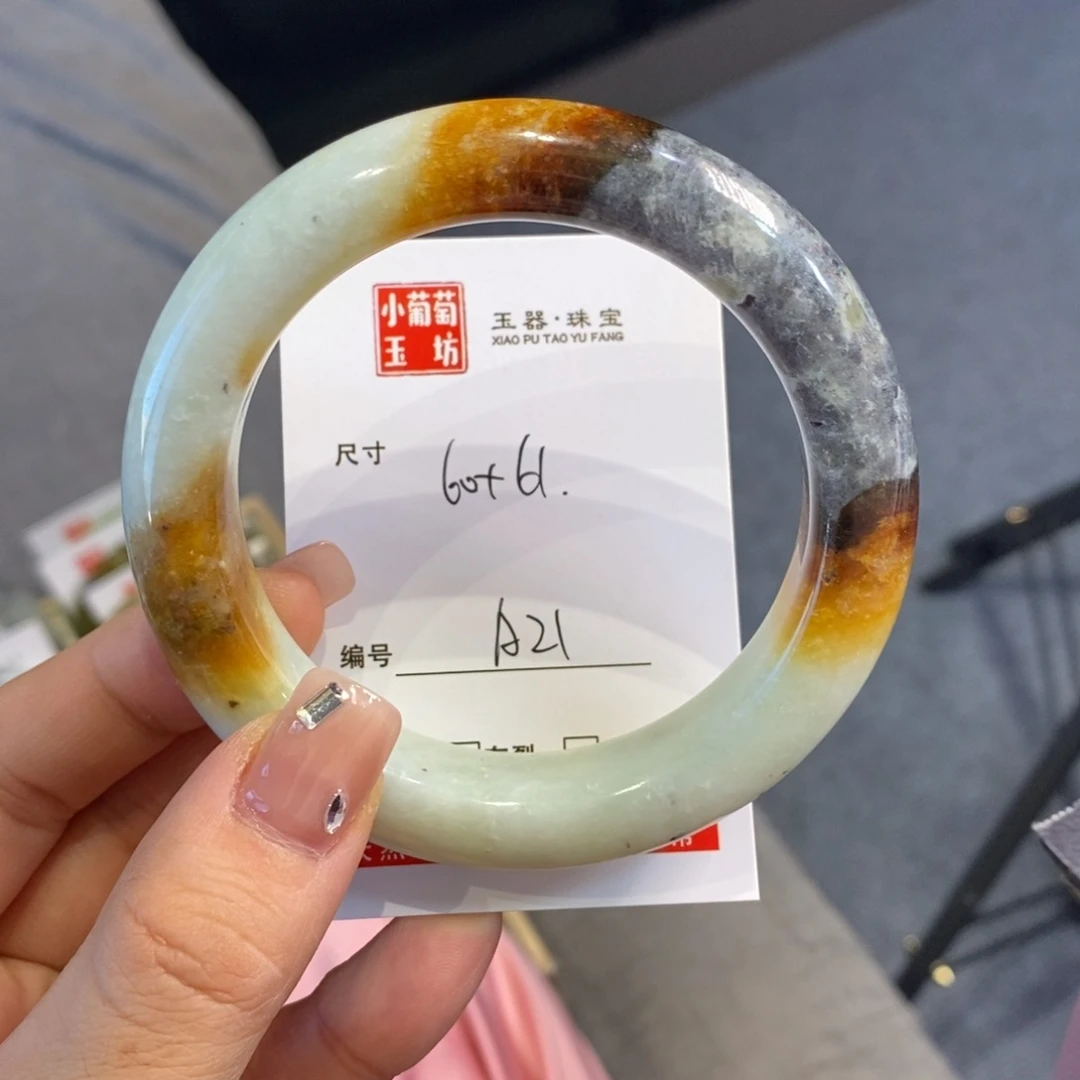 小葡萄
玉坊
玉器·珠宝
XIAO PU TAO YU FANG
尺寸
60+61.
编号
A21